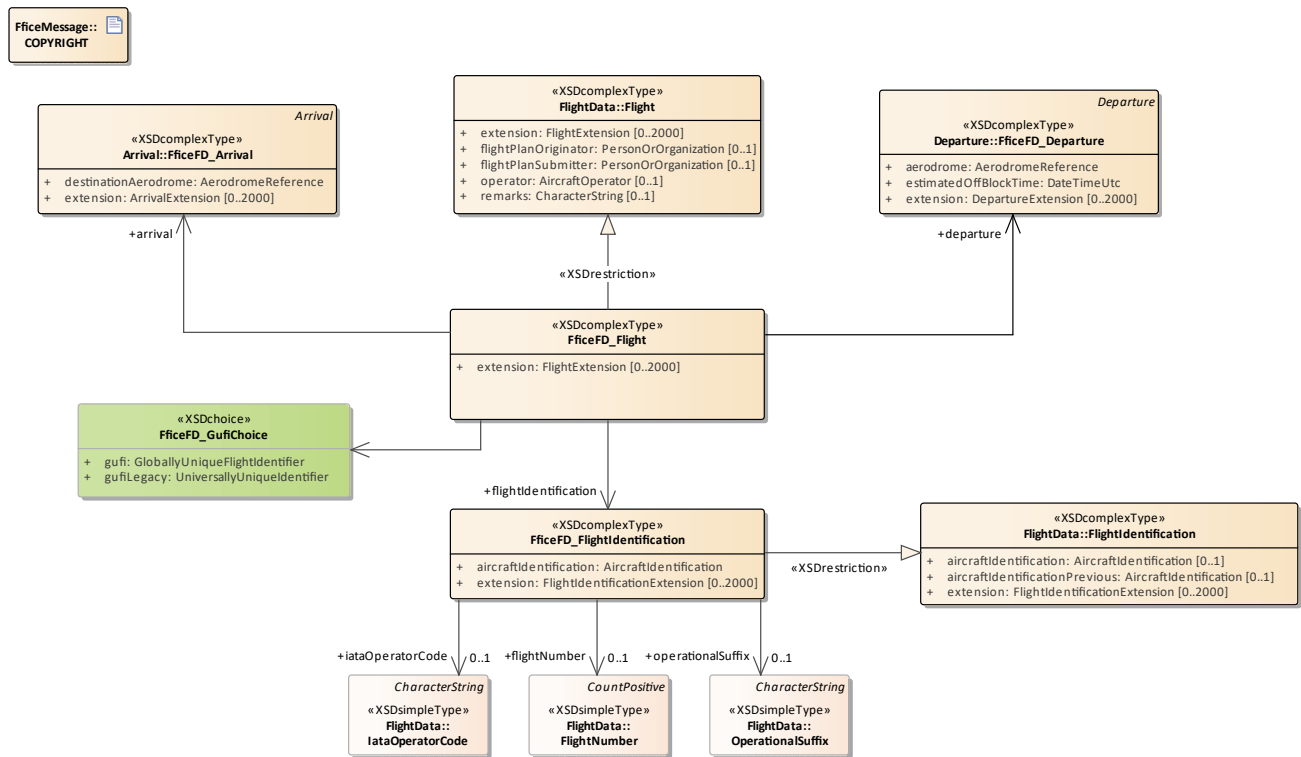 FficeMessage::
COPYRIGHT
Arrival
«XSDcomplexType»
Arrival::FficeFD_Arrival
+ destinationAerodrome: AerodromeReference
+ extension: ArrivalExtension [0..2000]
«XSDcomplexType»
FlightData::Flight
+ extension: FlightExtension [0..2000]
+ flightPlanOriginator: PersonOrOrganization [0..1]
+ flightPlanSubmitter: PersonOrOrganization [0..1]
+ operator: AircraftOperator [0..1]
+ remarks: CharacterString [0..1]
Departure
«XSDcomplexType»
Departure::FficeFD_Departure
+ aerodrome: AerodromeReference
+ estimatedOffBlockTime: DateTimeUtc
+ extension: DepartureExtension [0..2000]
+arrival
+departure
«XSDrestriction»
«XSDcomplexType»
FficeFD_Flight
+ extension: FlightExtension [0..2000]
«XSDchoice»
FficeFD_GufiChoice
+ gufi: GloballyUniqueFlightIdentifier
+ gufiLegacy: UniversallyUniqueIdentifier
+flightIdentification
«XSDcomplexType»
FficeFD_FlightIdentification
+ aircraftIdentification: AircraftIdentification
+ extension: FlightIdentificationExtension [0..2000]
«XSDrestriction»
«XSDcomplexType»
FlightData::FlightIdentification
+ aircraftIdentification: AircraftIdentification [0..1]
+ aircraftIdentificationPrevious: AircraftIdentification [0..1]
+ extension: FlightIdentificationExtension [0..2000]
+iataOperatorCode 0..1
+flightNumber 0..1
+operationalSuffix 0..1
CharacterString
«XSDsimpleType»
FlightData::
IataOperatorCode
CountPositive
«XSDsimpleType»
FlightData::
FlightNumber
CharacterString
«XSDsimpleType»
FlightData::
OperationalSuffix